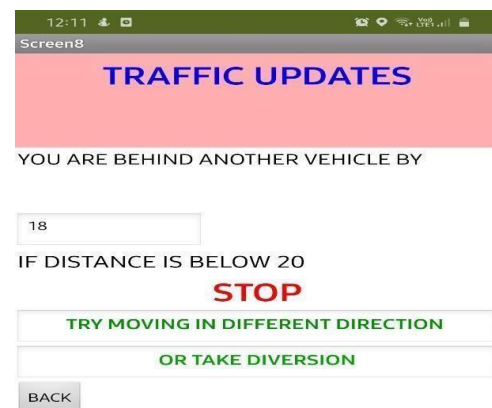 12:11
Screen8
TRAFFIC UPDATES
YOU ARE BEHIND ANOTHER VEHICLE BY
18
IF DISTANCE IS BELOW 20
STOP
TRY MOVING IN DIFFERENT DIRECTION
OR TAKE DIVERSION
BACK